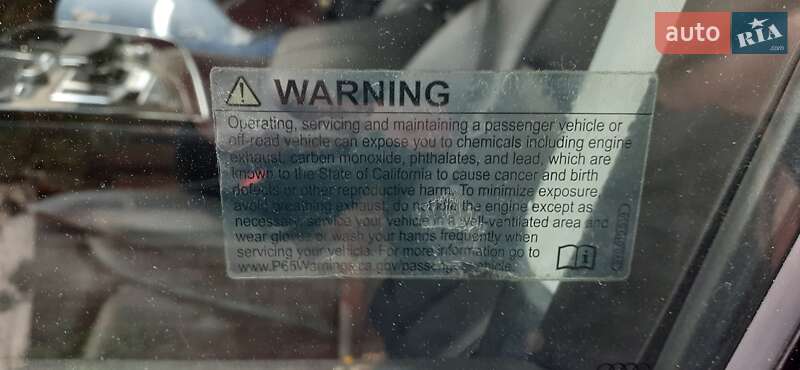 auto RIA .com
WARNING
Operating, servicing and maintaining a passenger vehicle or
off-road vehicle can expose you to chemicals including engine
exhaust, carbon monoxide, phthalates, and lead, which are
known to the State of California to cause cancer and birth
defects or other reproductive harm. To minimize exposure,
avoid breathing exhaust, do not idle the engine except as
necessary, service your vehicle in a well-ventilated area and
wear gloves or wash your hands frequently when
servicing your vehicle. For more information go to
www.P65Warnings.ca.gov/passenger-vehicle.